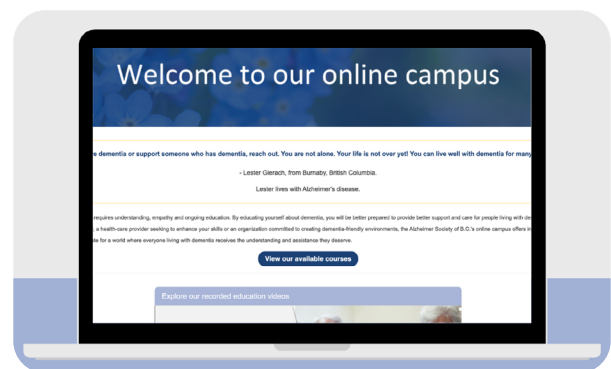 Welcome to our online campus
e dementia or support someone who has dementia, reach out. You are not alone. Your life is not over yet! You can live well with dementia for many
- Lester Gierach, from Burnaby, British Columbia.
Lester lives with Alzheimer's disease.
requires understanding, empathy and ongoing education. By educating yourself about dementia, you will be better prepared to provide better support and care for people living with de
, a health-care provider seeking to enhance your skills or an organization committed to creating dementia-friendly environments, the Alzheimer Society of B.C.'s online campus offers in
ate for a world where everyone living with dementia receives the understanding and assistance they deserve.
View our available courses
Explore our recorded education videos